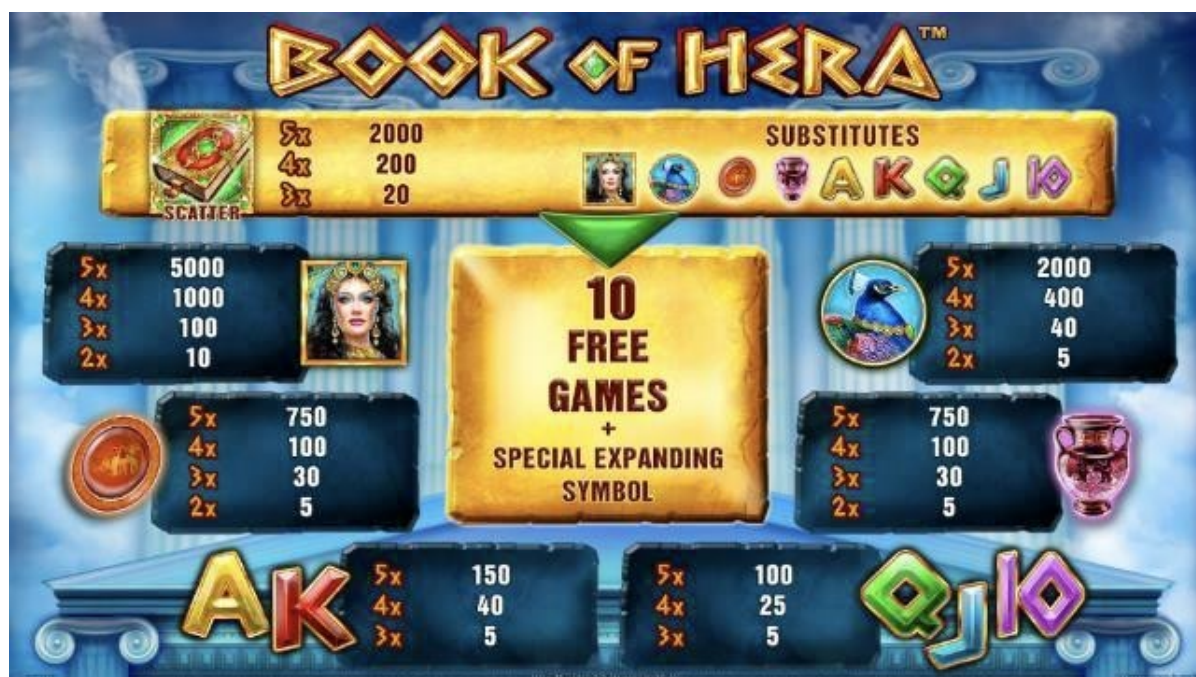 BOOK OF HERA™
SCATTER
5x 2000
4x 200
3x 20
SUBSTITUTES
A K Q J 10
5x 5000
4x 1000
3x 100
2x 10
10
FREE
GAMES
+
SPECIAL EXPANDING
SYMBOL
5x 2000
4x 400
3x 40
2x 5
5x 750
4x 100
3x 30
2x 5
5x 750
4x 100
3x 30
2x 5
A K
5x 150
4x 40
3x 5
5x 100
4x 25
3x 5
Q J 10